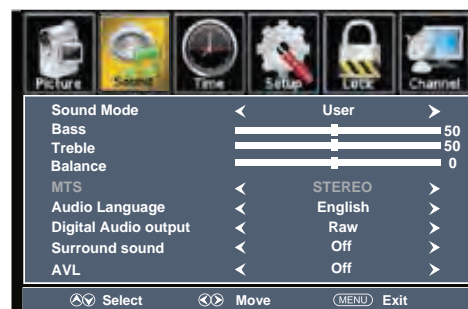 Picture Sound Time Setup Lock Channel
Sound Mode User
Bass 50
Treble 50
Balance 0
MTS STEREO
Audio Language English
Digital Audio output Raw
Surround sound Off
AVL Off
Select Move MENU Exit